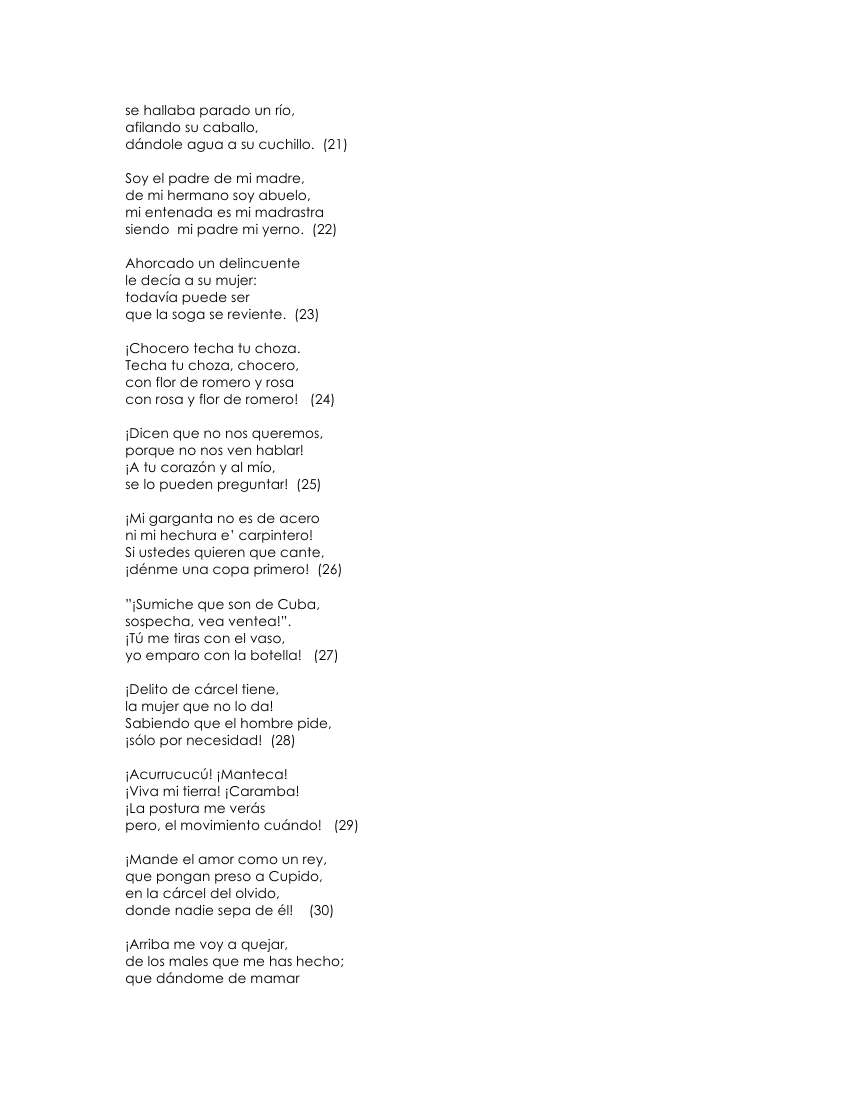 se hallaba parado un río,
afilando su caballo,
dándole agua a su cuchillo.  (21)

Soy el padre de mi madre,
de mi hermano soy abuelo,
mi entenada es mi madrastra
siendo  mi padre mi yerno.  (22)

Ahorcado un delincuente
le decía a su mujer:
todavía puede ser
que la soga se reviente.  (23)

¡Chocero techa tu choza.
Techa tu choza, chocero,
con flor de romero y rosa
con rosa y flor de romero!   (24)

¡Dicen que no nos queremos,
porque no nos ven hablar!
¡A tu corazón y al mío,
se lo pueden preguntar!  (25)

¡Mi garganta no es de acero
ni mi hechura e' carpintero!
Si ustedes quieren que cante,
¡dénme una copa primero!  (26)

"¡Sumiche que son de Cuba,
sospecha, vea ventea!".
¡Tú me tiras con el vaso,
yo emparo con la botella!   (27)

¡Delito de cárcel tiene,
la mujer que no lo da!
Sabiendo que el hombre pide,
¡sólo por necesidad!  (28)

¡Acurrucucú! ¡Manteca!
¡Viva mi tierra! ¡Caramba!
¡La postura me verás
pero, el movimiento cuándo!   (29)

¡Mande el amor como un rey,
que pongan preso a Cupido,
en la cárcel del olvido,
donde nadie sepa de él!    (30)

¡Arriba me voy a quejar,
de los males que me has hecho;
que dándome de mamar